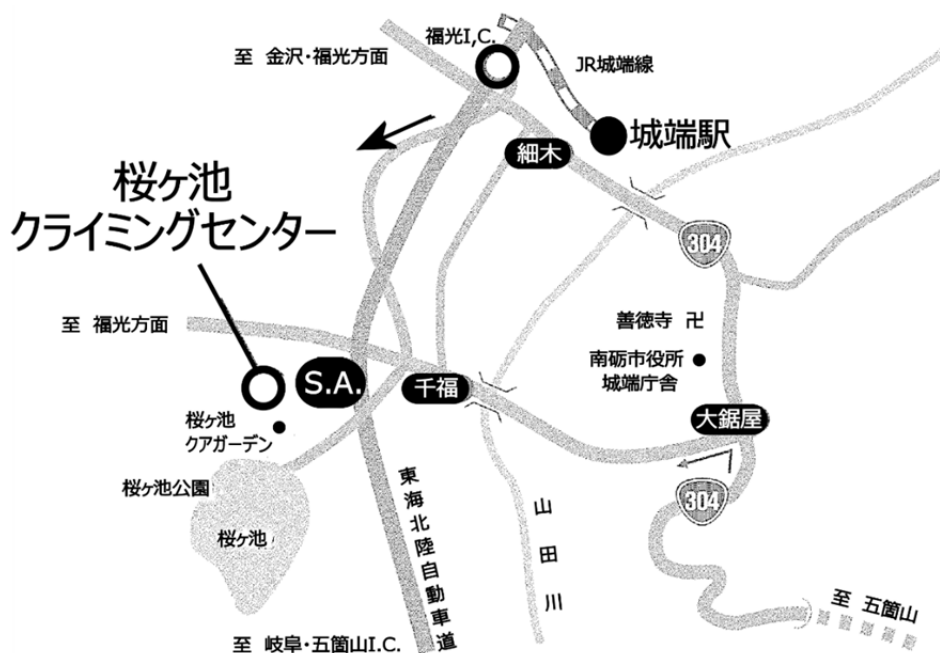 福光I,C.
至 金沢・福光方面
JR城端線
城端駅
細木
桜ヶ池
クライミングセンター
304
善徳寺 卍
至 福光方面
南砺市役所
城端庁舎
S.A.
千福
桜ヶ池
クアガーデン
大鋸屋
桜ヶ池公園
桜ヶ池
東海北陸自動車道
山田川
304
至 五箇山
至 岐阜・五箇山I.C.